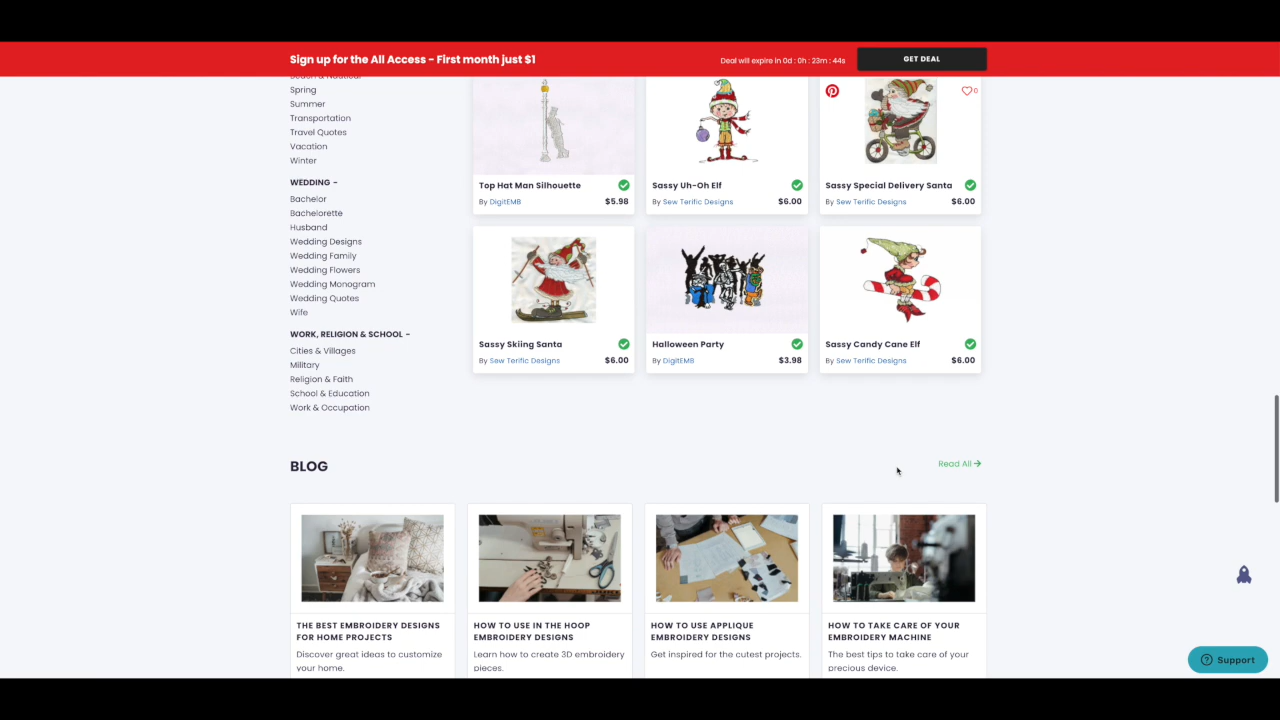 Sign up for the All Access - First month just $1
Deal will expire in 0d : 0h : 23m : 44s
GET DEAL
Beach & Nautical
Spring
Summer
Transportation
Travel Quotes
Vacation
Winter
WEDDING -
Bachelor
Bachelorette
Husband
Wedding Designs
Wedding Family
Wedding Flowers
Wedding Monogram
Wedding Quotes
Wife
WORK, RELIGION & SCHOOL -
Cities & Villages
Military
Religion & Faith
School & Education
Work & Occupation
0
Top Hat Man Silhouette
By DigitEMB $5.98
Sassy Uh-Oh Elf
By Sew Terific Designs $6.00
Sassy Special Delivery Santa
By Sew Terific Designs $6.00
Sassy Skiing Santa
By Sew Terific Designs $6.00
Halloween Party
By DigitEMB $3.98
Sassy Candy Cane Elf
By Sew Terific Designs $6.00
BLOG
Read All
THE BEST EMBROIDERY DESIGNS
FOR HOME PROJECTS
Discover great ideas to customize
your home.
HOW TO USE IN THE HOOP
EMBROIDERY DESIGNS
Learn how to create 3D embroidery
pieces.
HOW TO USE APPLIQUE
EMBROIDERY DESIGNS
Get inspired for the cutest projects.
HOW TO TAKE CARE OF YOUR
EMBROIDERY MACHINE
The best tips to take care of your
precious device.
Support